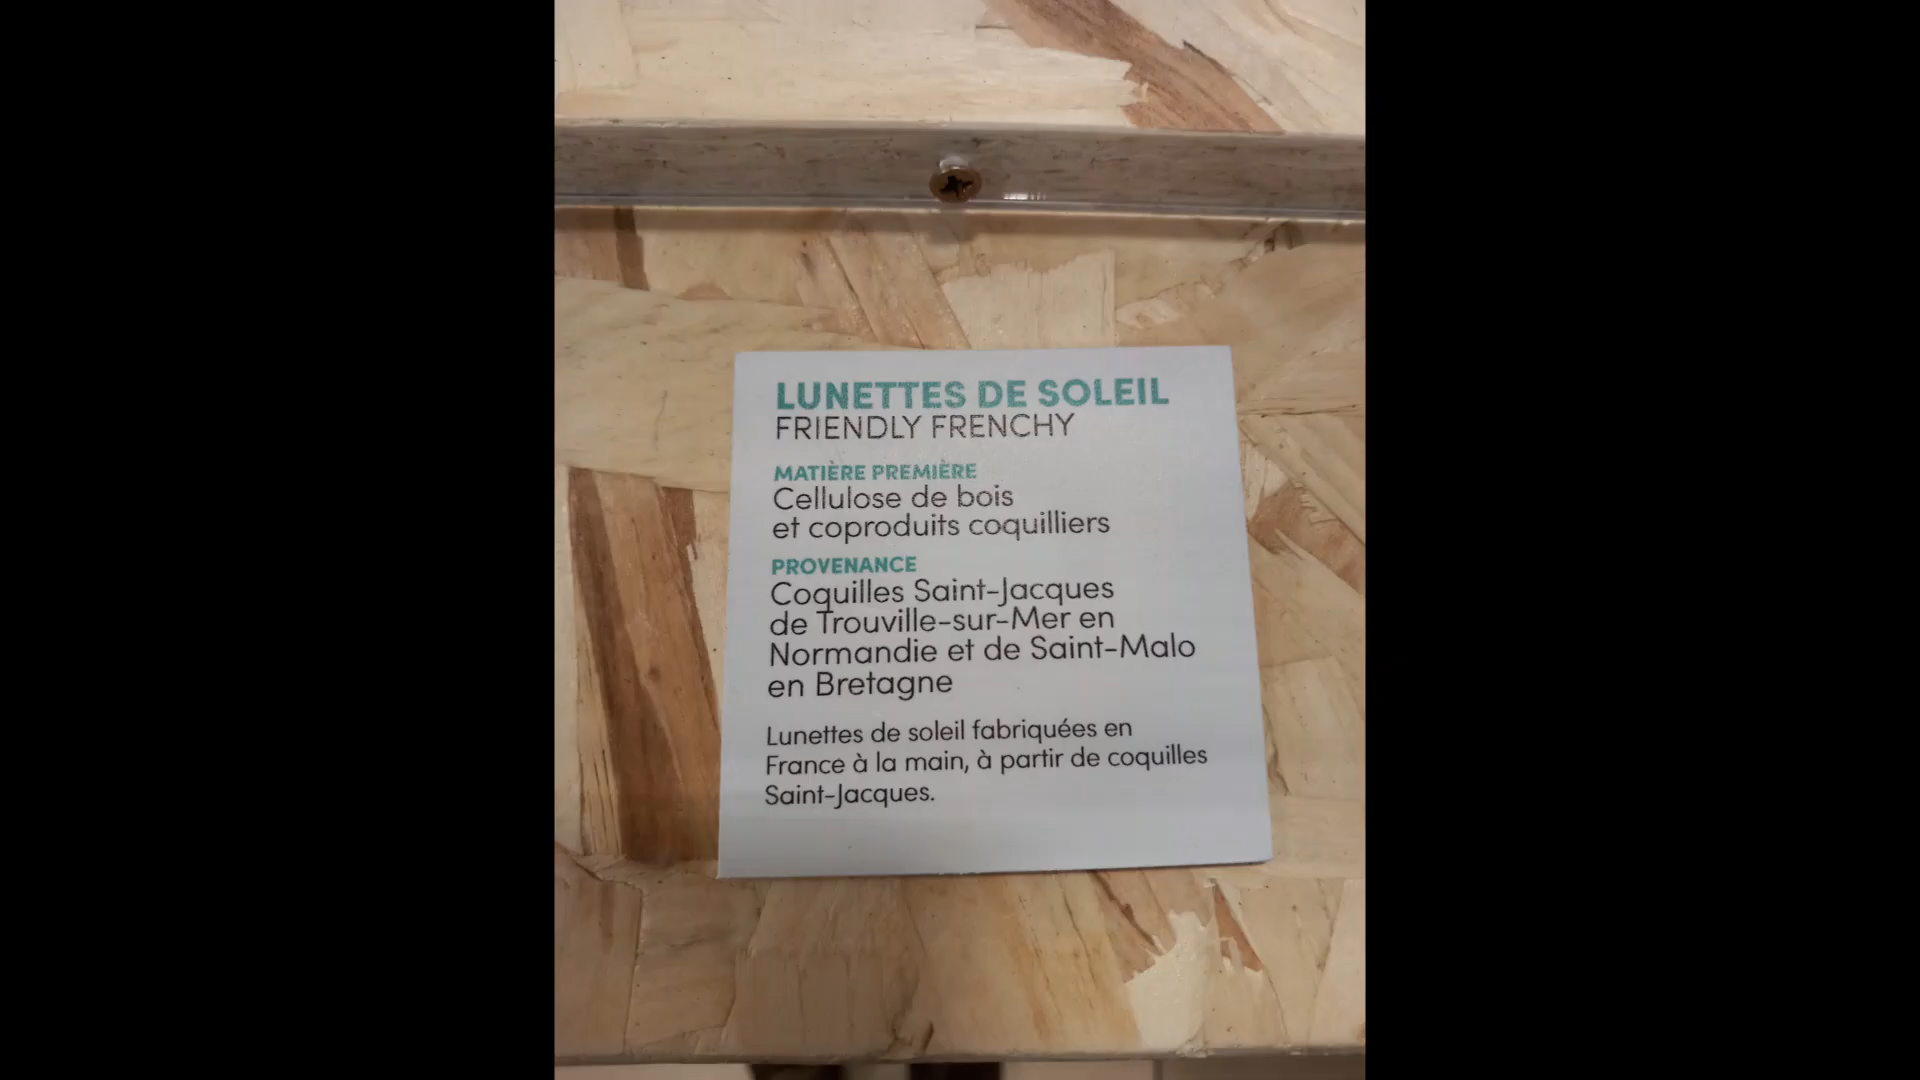 LUNETTES DE SOLEIL
FRIENDLY FRENCHY
MATIÈRE PREMIÈRE
Cellulose de bois
et coproduits coquilliers
PROVENANCE
Coquilles Saint-Jacques
de Trouville-sur-Mer en
Normandie et de Saint-Malo
en Bretagne
Lunettes de soleil fabriquées en
France à la main, à partir de coquilles
Saint-Jacques.